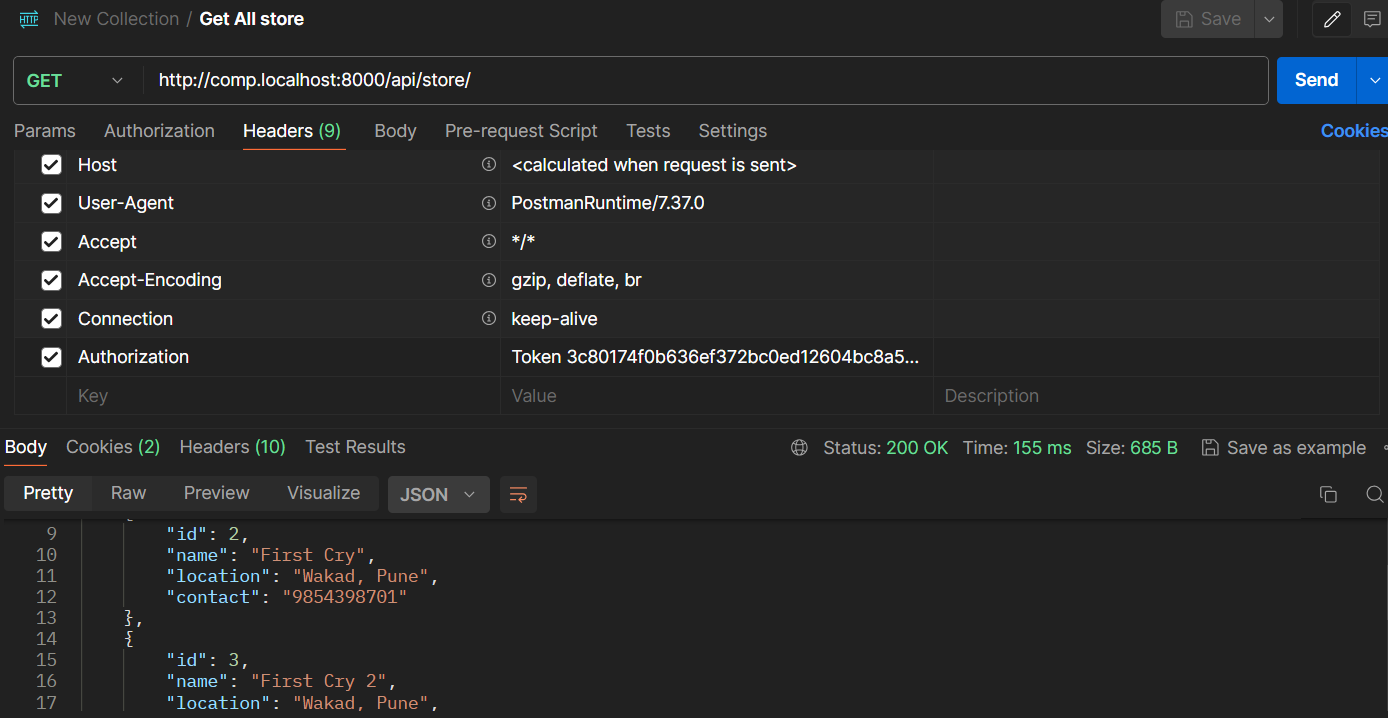 HTTP New Collection / Get All store Save
GET http://comp.localhost:8000/api/store/ Send
Params Authorization Headers (9) Body Pre-request Script Tests Settings Cookies
Host <calculated when request is sent>
User-Agent PostmanRuntime/7.37.0
Accept */*
Accept-Encoding gzip, deflate, br
Connection keep-alive
Authorization Token 3c80174f0b636ef372bc0ed12604bc8a5...
Key Value Description
Body Cookies (2) Headers (10) Test Results Status: 200 OK Time: 155 ms Size: 685 B Save as example
Pretty Raw Preview Visualize JSON
9 "id": 2,
10 "name": "First Cry",
11 "location": "Wakad, Pune",
12 "contact": "9854398701"
13 },
14 {
15 "id": 3,
16 "name": "First Cry 2",
17 "location": "Wakad, Pune",